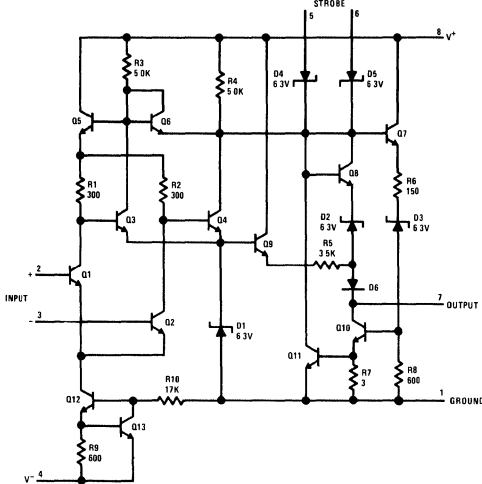 STROBE
5
6
8
V+
R3
5 0K
R4
5 0K
D4
6 3V
D5
6 3V
Q5
Q6
Q7
R1
300
R2
300
Q8
R6
150
Q3
Q4
Q9
D2
6 3V
D3
6 3V
R5
3 5K
+
2
Q1
D6
INPUT
7
OUTPUT
−
3
Q2
D1
6 3V
Q10
Q11
R7
3
R8
600
Q12
R10
17K
1
GROUND
Q13
R9
600
V−
4